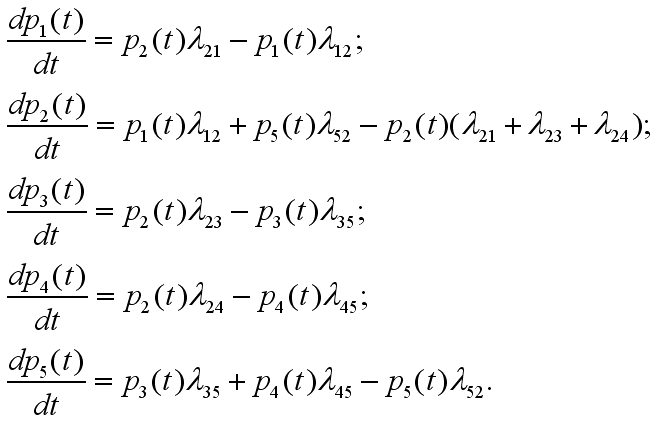 dp₁(t)/dt = p₂(t)λ₂₁ − p₁(t)λ₁₂;
dp₂(t)/dt = p₁(t)λ₁₂ + p₅(t)λ₅₂ − p₂(t)(λ₂₁ + λ₂₃ + λ₂₄);
dp₃(t)/dt = p₂(t)λ₂₃ − p₃(t)λ₃₅;
dp₄(t)/dt = p₂(t)λ₂₄ − p₄(t)λ₄₅;
dp₅(t)/dt = p₃(t)λ₃₅ + p₄(t)λ₄₅ − p₅(t)λ₅₂.